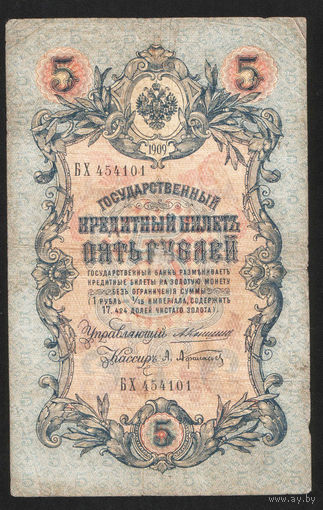 5 5
1909
БХ 454101
ГОСУДАРСТВЕННЫЙ
КРЕДИТНЫЙ БИЛЕТЪ
ПЯТЬ РУБЛЕЙ
ГОСУДАРСТВЕННЫЙ БАНКЪ РАЗМѢНИВАЕТЪ
КРЕДИТНЫЕ БИЛЕТЫ НА ЗОЛОТУЮ МОНЕТУ
БЕЗЪ ОГРАНИЧЕНІЯ СУММЫ
(1 РУБЛЬ = 1/15 ИМПЕРІАЛА, СОДЕРЖИТЪ
17,424 ДОЛЕЙ ЧИСТАГО ЗОЛОТА).
Управляющій
Кассиръ А. Афанасьев
БХ 454101
5
ay.by